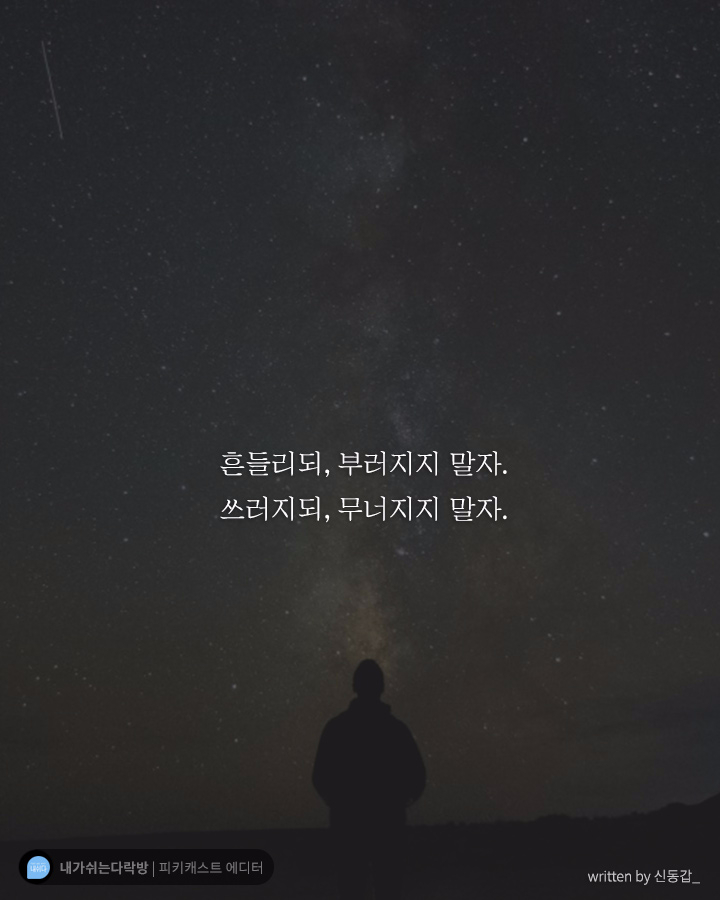 흔들리되, 부러지지 말자.
쓰러지되, 무너지지 말자.
내가쉬는다락방 | 피키캐스트 에디터
written by 신동갑_